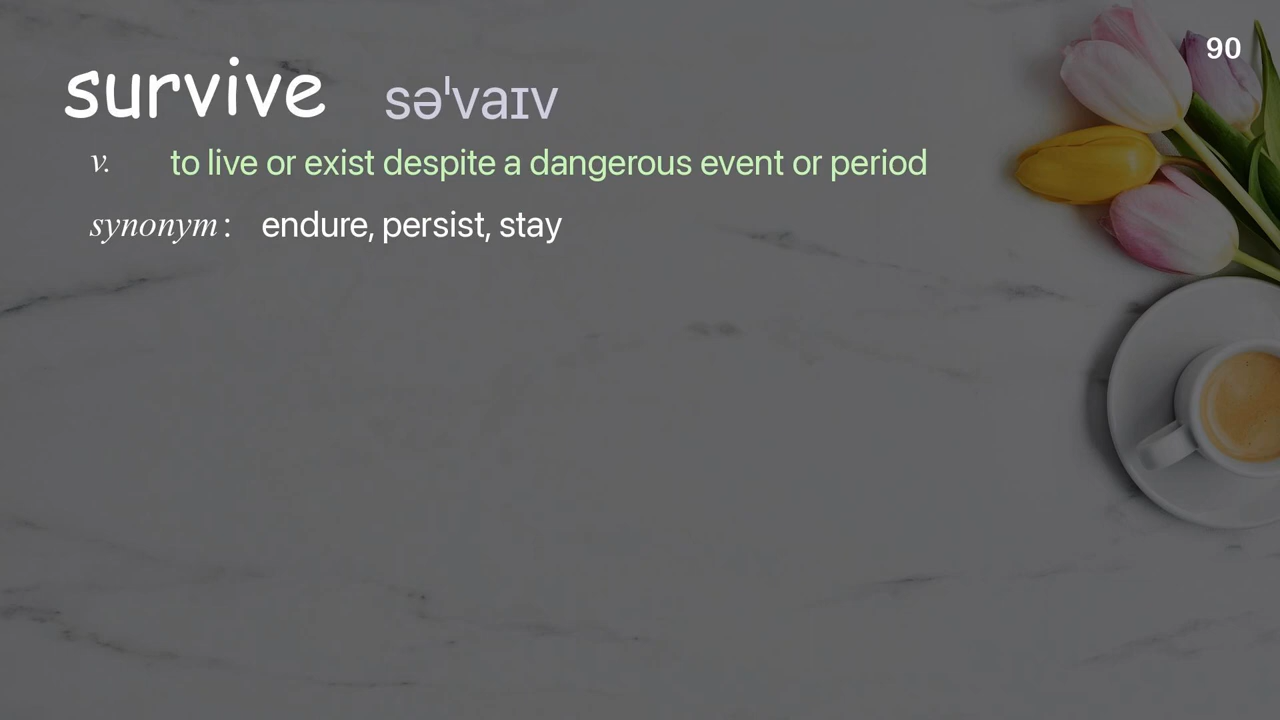 90
survive səˈvaɪv
v. to live or exist despite a dangerous event or period
synonym: endure, persist, stay